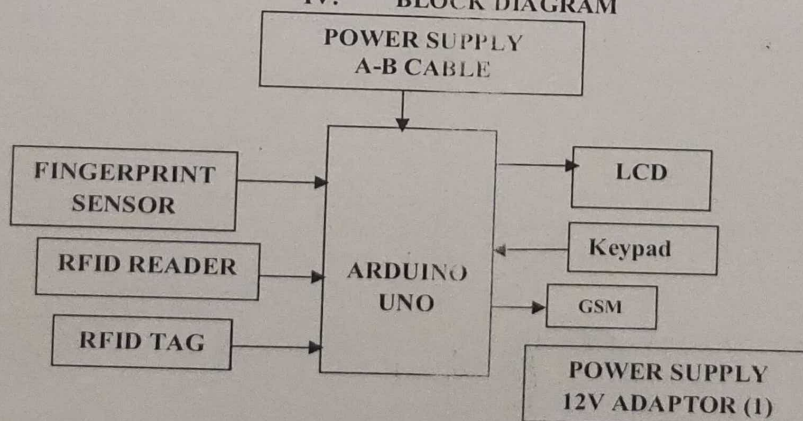 IV. BLOCK DIAGRAM
POWER SUPPLY
A-B CABLE
FINGERPRINT
SENSOR
RFID READER
RFID TAG
ARDUINO
UNO
LCD
Keypad
GSM
POWER SUPPLY
12V ADAPTOR (1)